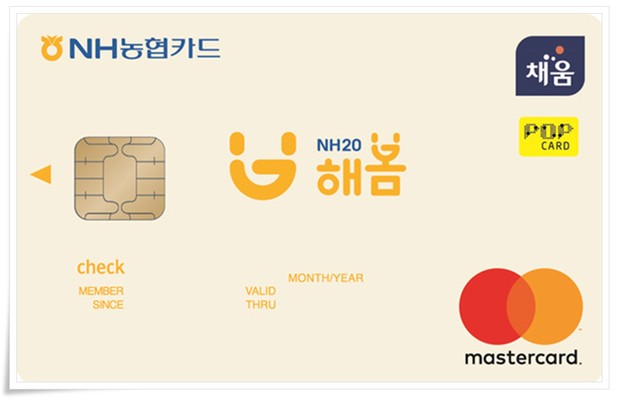 NH농협카드
채움
POP
CARD
NH20
해봄
check
MEMBER
SINCE
MONTH/YEAR
VALID
THRU
mastercard.